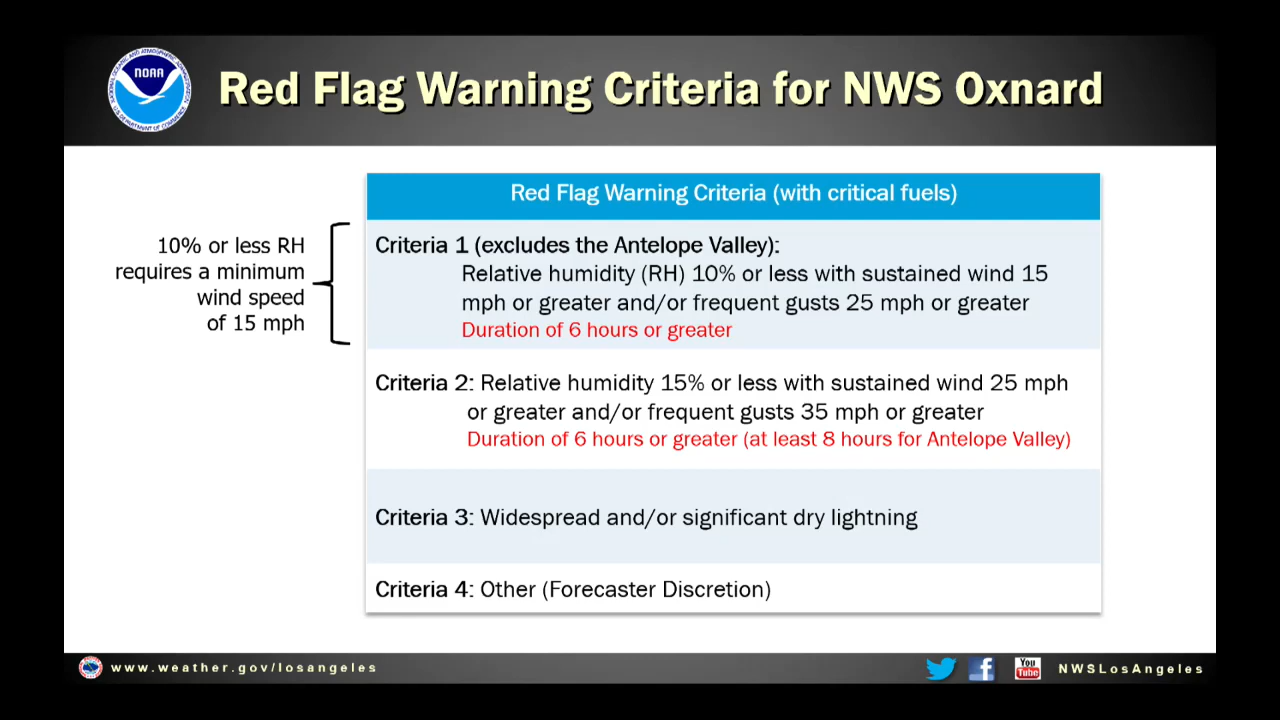 NOAA
Red Flag Warning Criteria for NWS Oxnard
Red Flag Warning Criteria (with critical fuels)
10% or less RH
requires a minimum
wind speed
of 15 mph
Criteria 1 (excludes the Antelope Valley):
Relative humidity (RH) 10% or less with sustained wind 15
mph or greater and/or frequent gusts 25 mph or greater
Duration of 6 hours or greater
Criteria 2: Relative humidity 15% or less with sustained wind 25 mph
or greater and/or frequent gusts 35 mph or greater
Duration of 6 hours or greater (at least 8 hours for Antelope Valley)
Criteria 3: Widespread and/or significant dry lightning
Criteria 4: Other (Forecaster Discretion)
www.weather.gov/losangeles
You
Tube
NWSLosAngeles